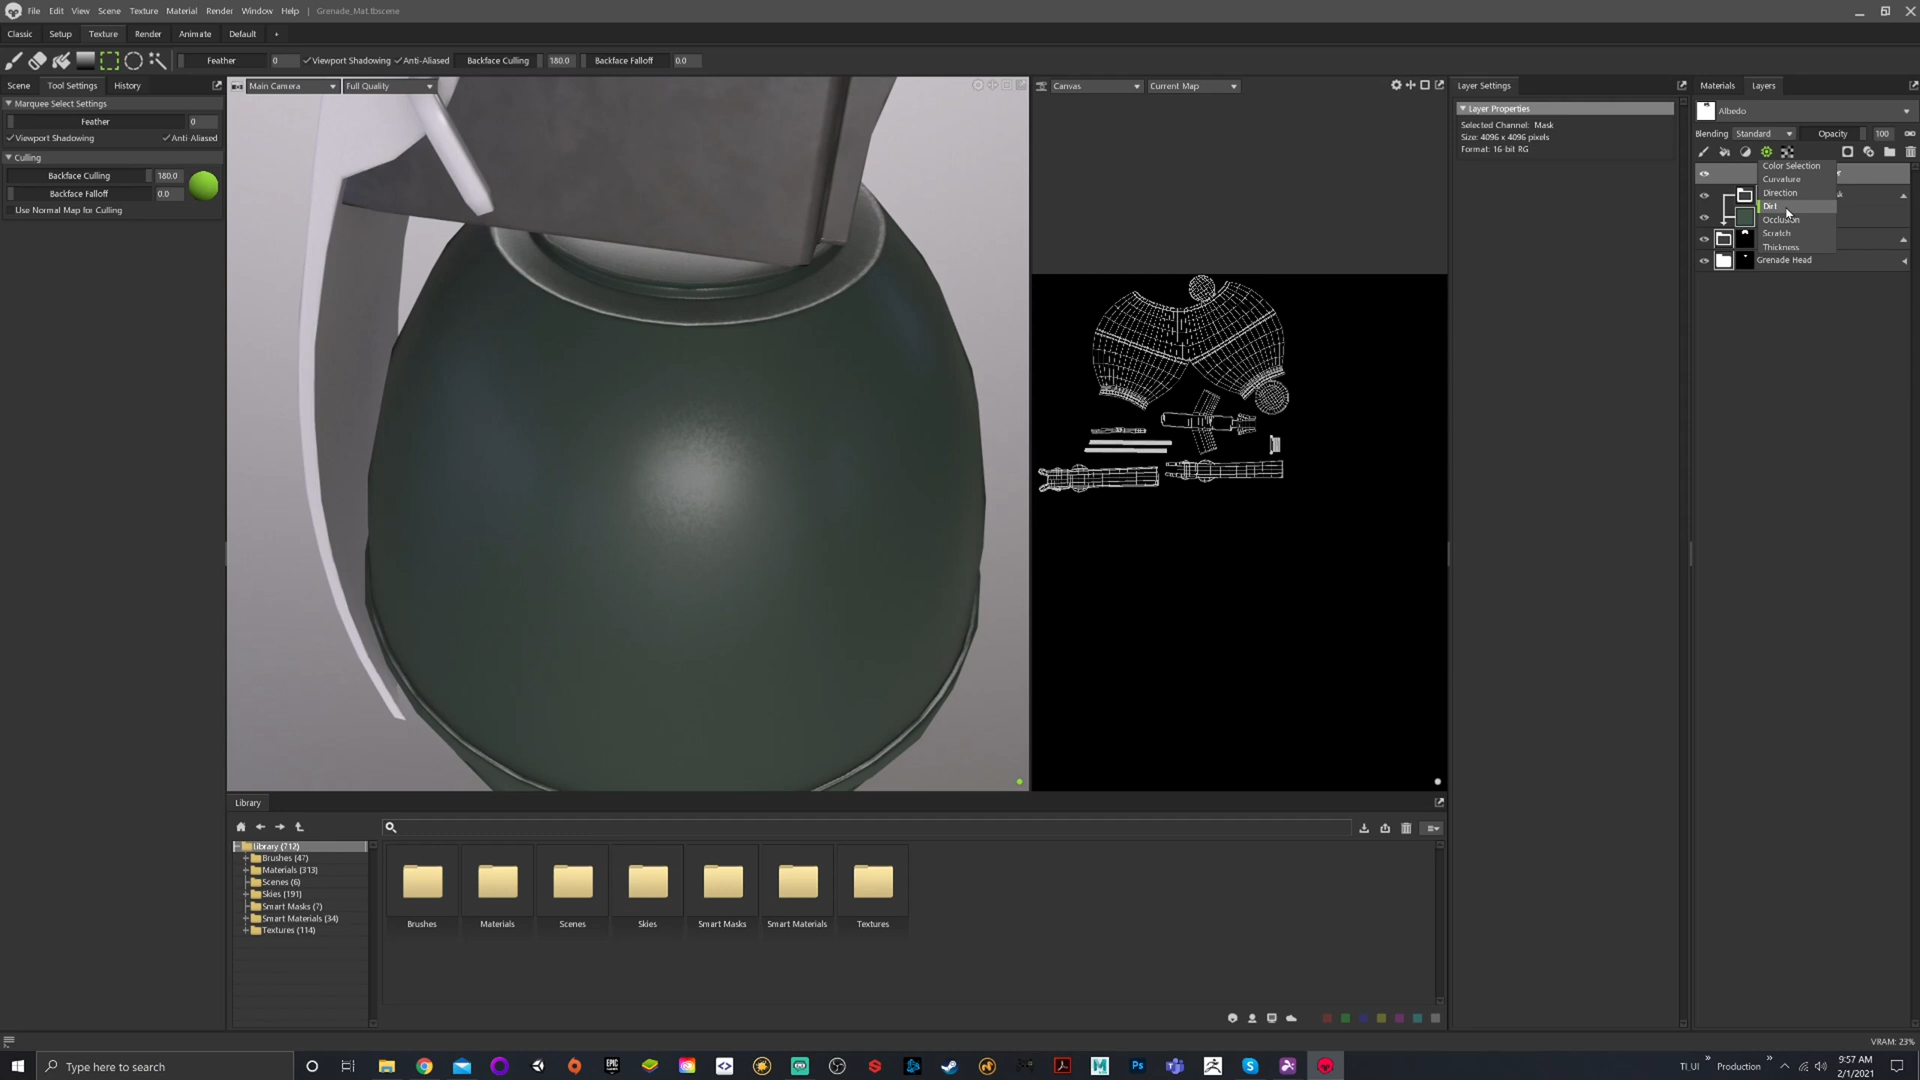 File Edit View Scene Texture Material Capture Render Window Help Grenade_Mat.tbscene
Classic Setup Texture Render Animate Default +
Feather 0 Viewport Shadowing Anti-Aliased Backface Culling 180.0 Backface Falloff 0.0
Scene Tool Settings History
Marquee Select Settings
Feather 0
Viewport Shadowing Anti Aliased
Culling
Backface Culling 180.0
Backface Falloff 0.0
Use Normal Map for Culling
Main Camera Full Quality
Canvas Current Map
Layer Settings
Layer Properties
Selected Channel: Mask
Size: 4096 x 4096 pixels
Format: 16-bit RG
Materials Layers
Albedo
Blending Standard Opacity 100
Color Selection
Curvature
Direction
Dirt
Occlusion
Scratch
Thickness
Grenade Head
Library
library (712)
Brushes (47)
Materials (313)
Scenes (6)
Skies (191)
Smart Masks (7)
Smart Materials (34)
Textures (114)
Brushes Materials Scenes Skies Smart Masks Smart Materials Textures
VRAM: 23%
Type here to search
TI_UI Production
9:57 AM
2/1/2021